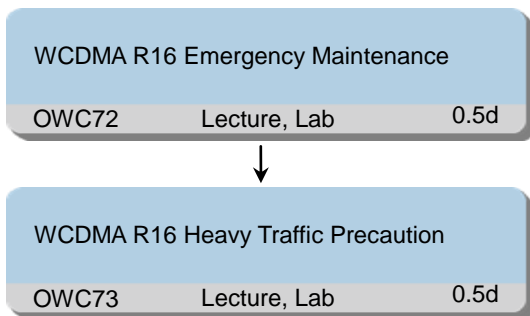 WCDMA R16 Emergency Maintenance
OWC72 Lecture, Lab 0.5d
WCDMA R16 Heavy Traffic Precaution
OWC73 Lecture, Lab 0.5d